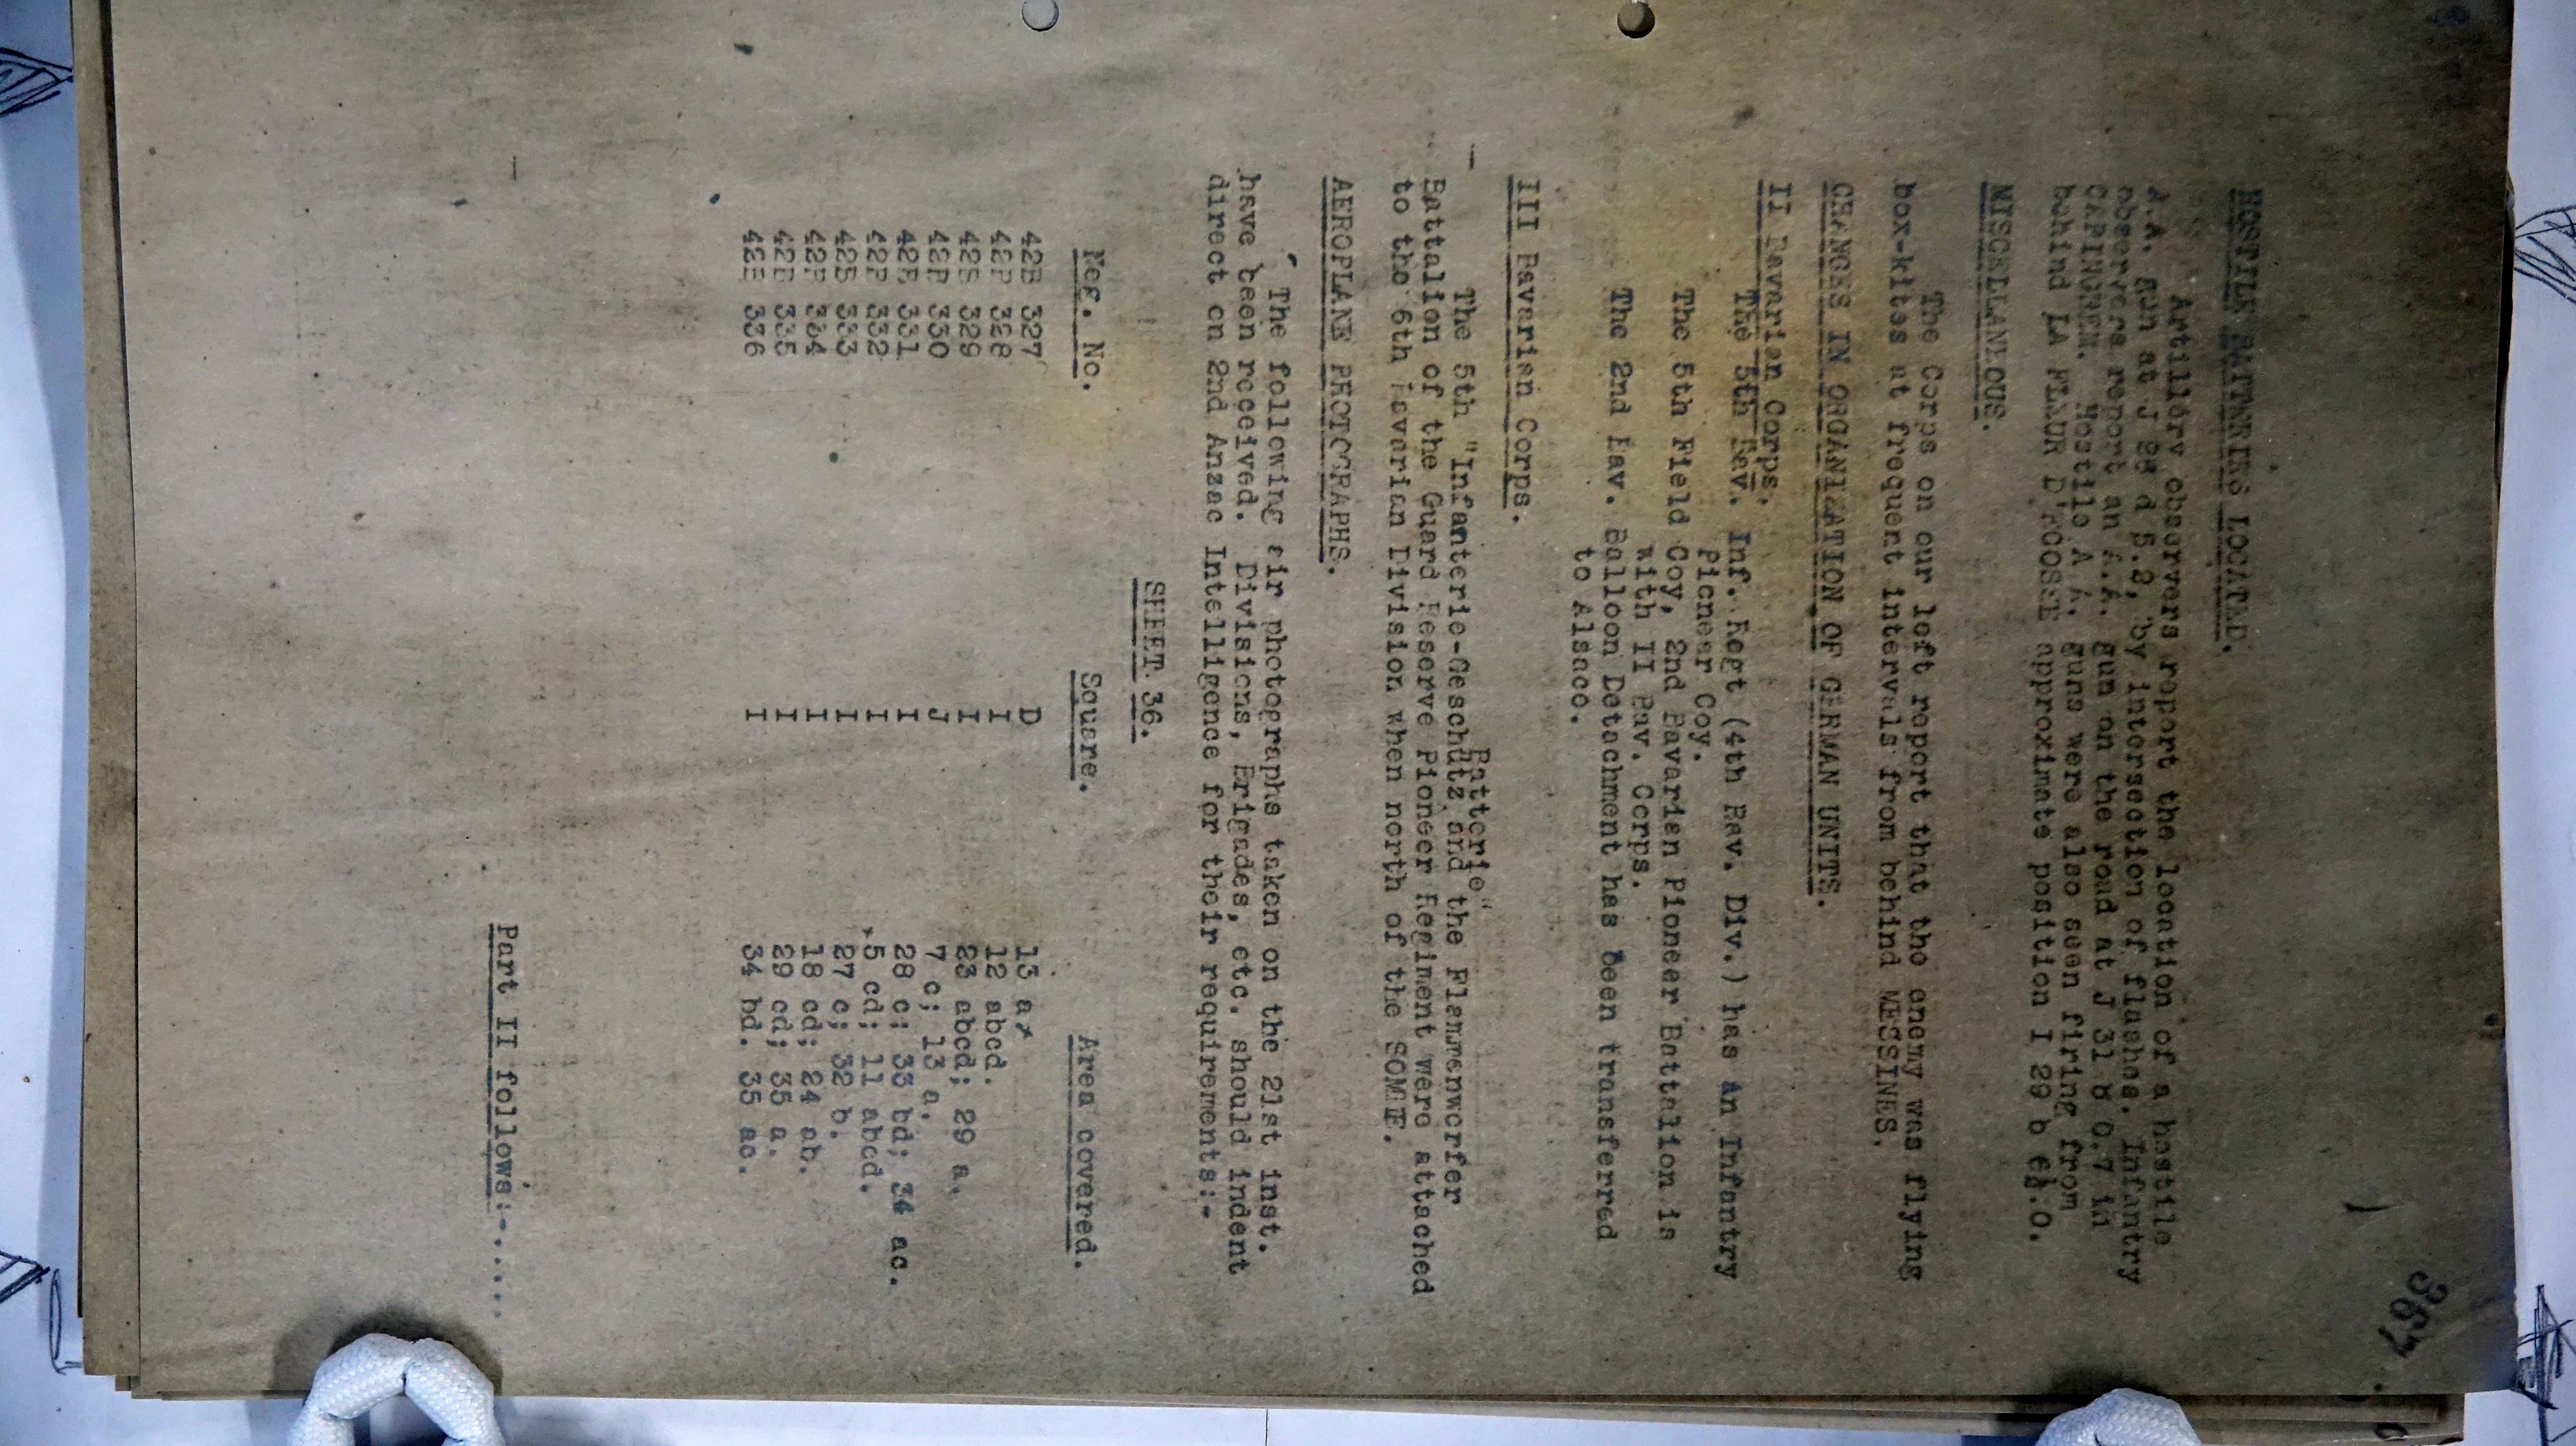 367
HOSTILE BATTERIES LOCATED.
Artillery observers report the location of a hostile
A.A. gun at J 2d d 5.2, by intersection of flashes. Infantry
observers report an A.A. gun on the road at J 31 b 0.7 in
CAPINGHEM. Hostile A A. guns were also seen firing from
behind LA FLEUR D'ECOSSE approximate position I 29 b .0.
MISCELLANEOUS.
The Corps on our left report that the enemy was flying
box-kites at frequent intervals from behind MESSINES.
CHANGES IN ORGANIZATION OF GERMAN UNITS.
II Bavarian Corps.
The 5th Bav. Inf. Regt (4th Bav. Div.) has an Infantry
Pioneer Coy.
The 5th Field Coy, 2nd Bavarian Pioneer Battalion is
with II Bav. Corps.
The 2nd Bav. Balloon Detachment has been transferred
to Alsace.
III Bavarian Corps.
Batterie"
The 5th "Infanterie-Geschutz and the Flammenwerfer
Battalion of the Guard Reserve Pioneer Regiment were attached
to the 6th Bavarian Division when north of the SOMME.
AEROPLANE PHOTOGRAPHS.
The following air photographs taken on the 21st inst.
have been received. Divisions, Brigades, etc. should indent
direct on 2nd Anzac Intelligence for their requirements:-
SHEET. 36.
Neg. No. Square. Area covered.
42B 327 D 13 a
42B 328 I 12 abcd.
42B 329 I 23 abcd; 29 a.
42B 330 J 7 c; 13 a.
42B 331 I 28 c; 33 bd; 34 ac.
42B 332 I 5 cd; 11 abcd.
42B 333 I 27 c; 32 b.
42B 334 I 18 cd; 24 ab.
42B 335 I 29 cd; 35 a.
42B 336 I 34 bd. 35 ac.
Part II follows:-.....